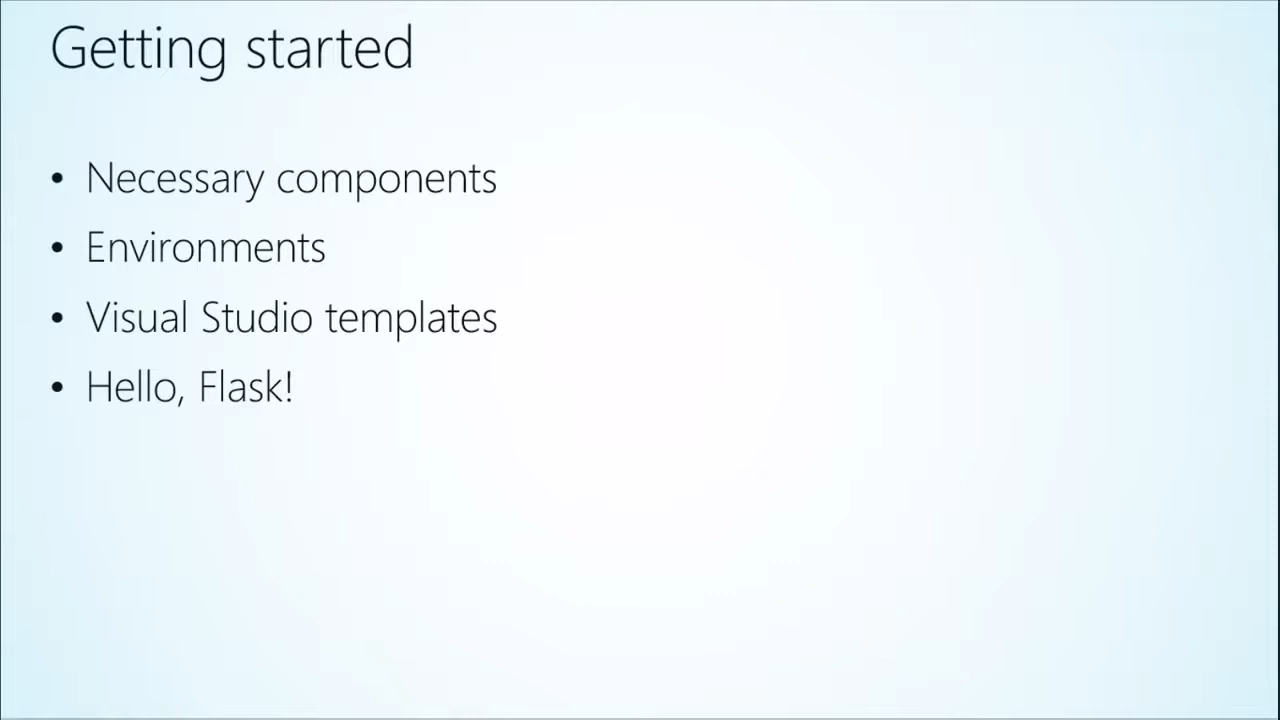 Getting started
• Necessary components
• Environments
• Visual Studio templates
• Hello, Flask!